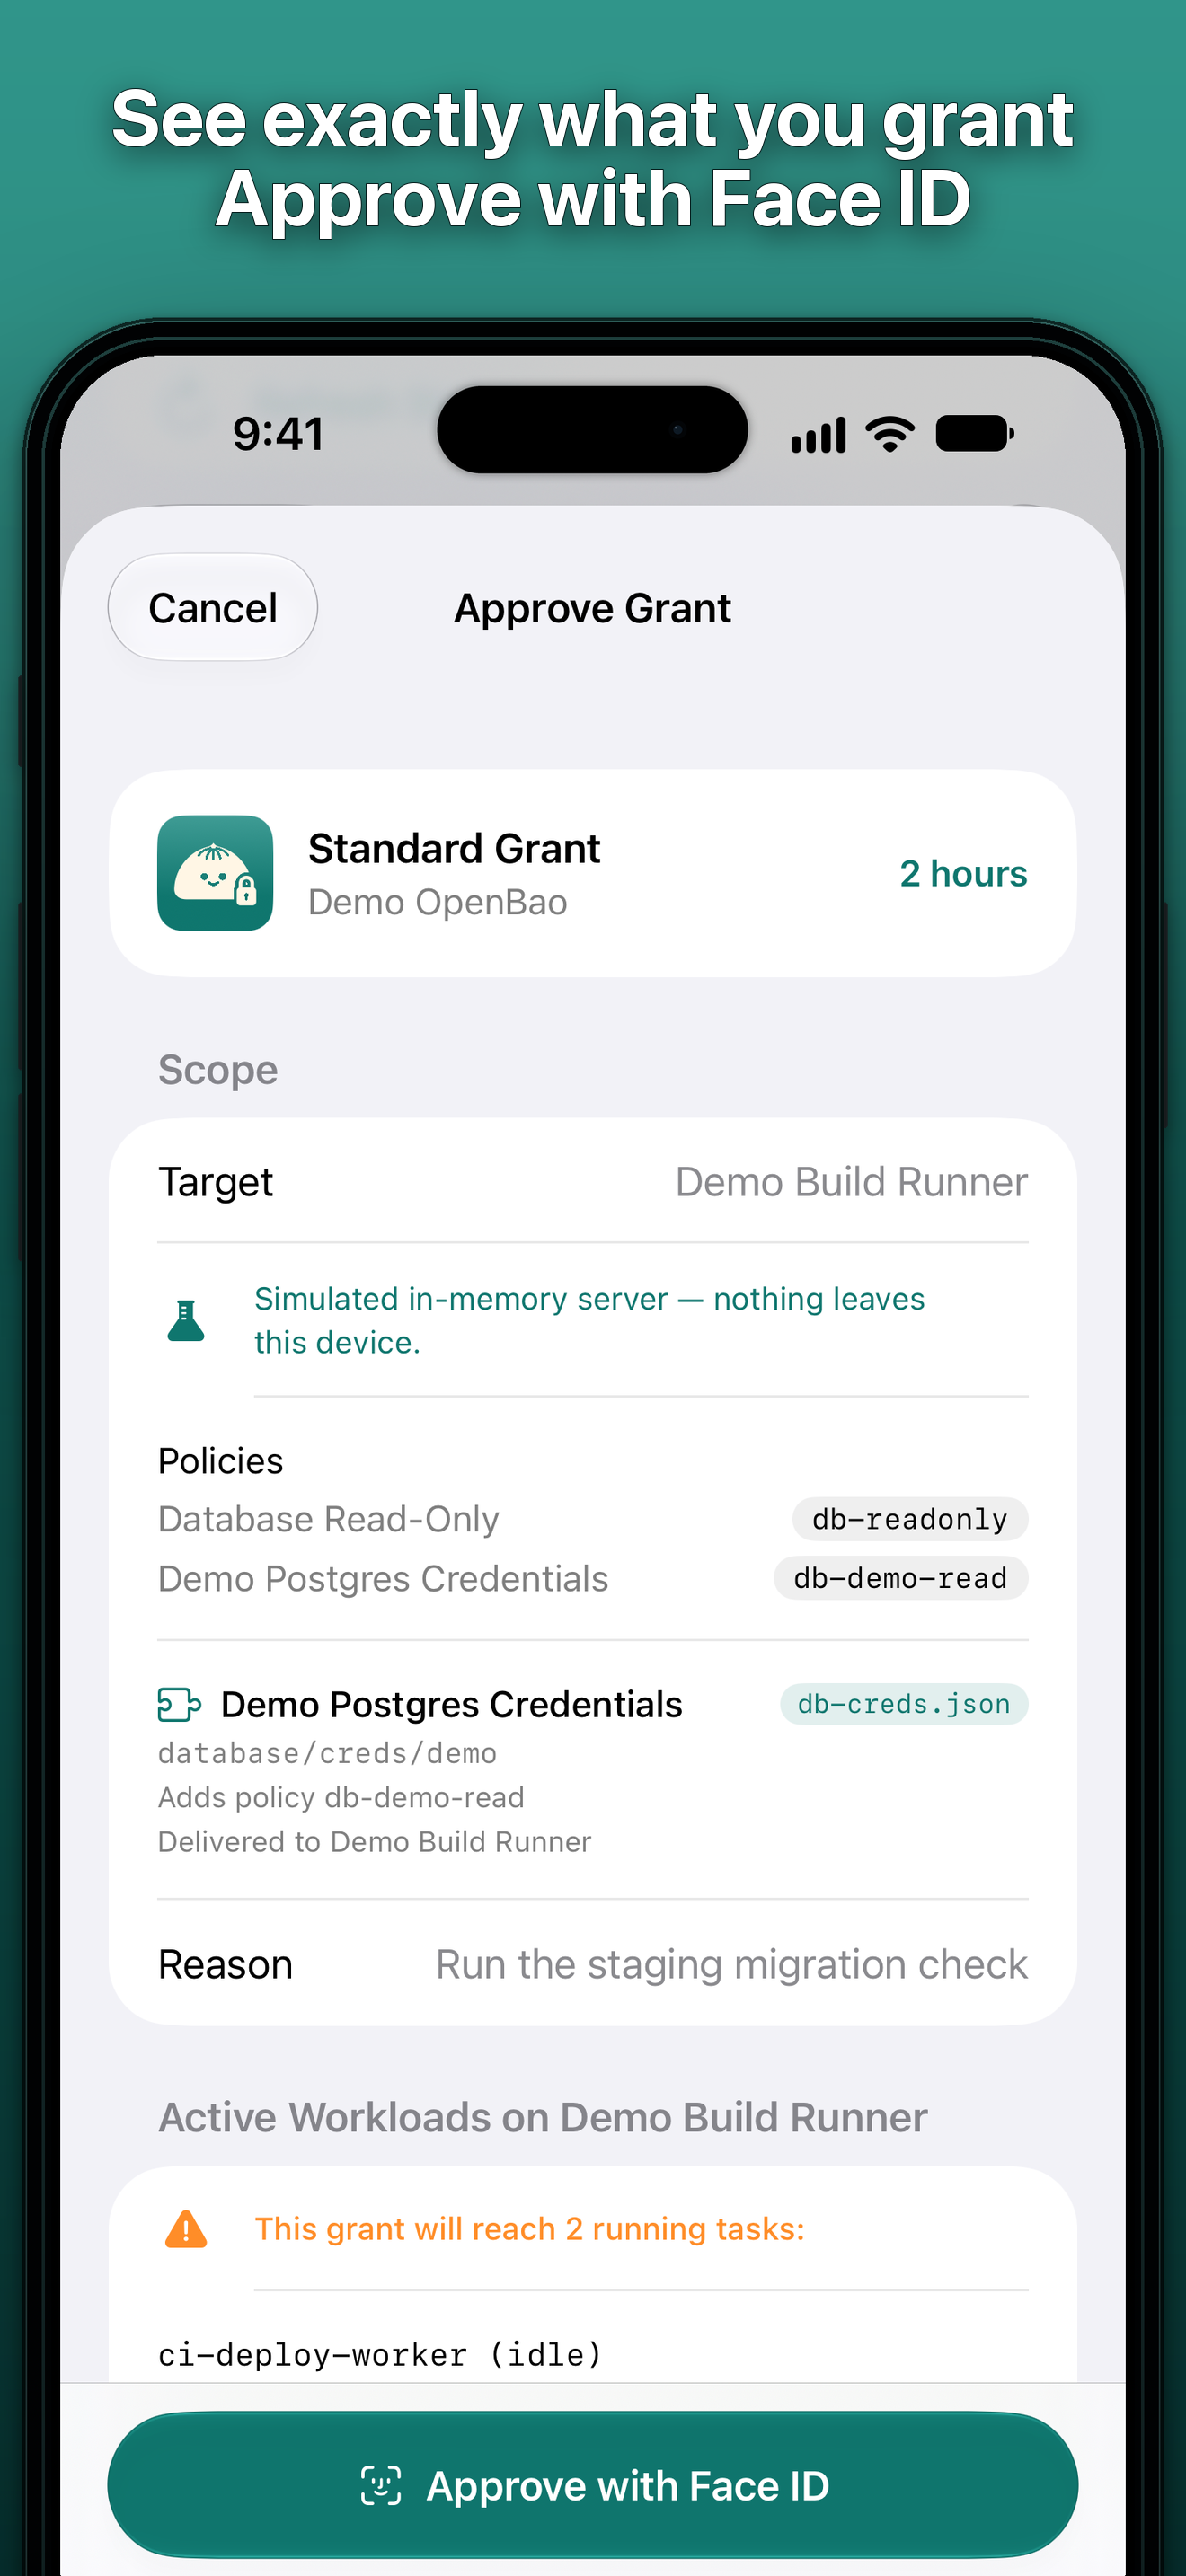 See exactly what you grant
Approve with Face ID
9:41
Cancel
Approve Grant
Standard Grant
Demo OpenBao
2 hours
Scope
Target
Demo Build Runner
Simulated in-memory server — nothing leaves
this device.
Policies
Database Read-Only
db-readonly
Demo Postgres Credentials
db-demo-read
Demo Postgres Credentials
db-creds.json
database/creds/demo
Adds policy db-demo-read
Delivered to Demo Build Runner
Reason
Run the staging migration check
Active Workloads on Demo Build Runner
This grant will reach 2 running tasks:
ci-deploy-worker (idle)
Approve with Face ID